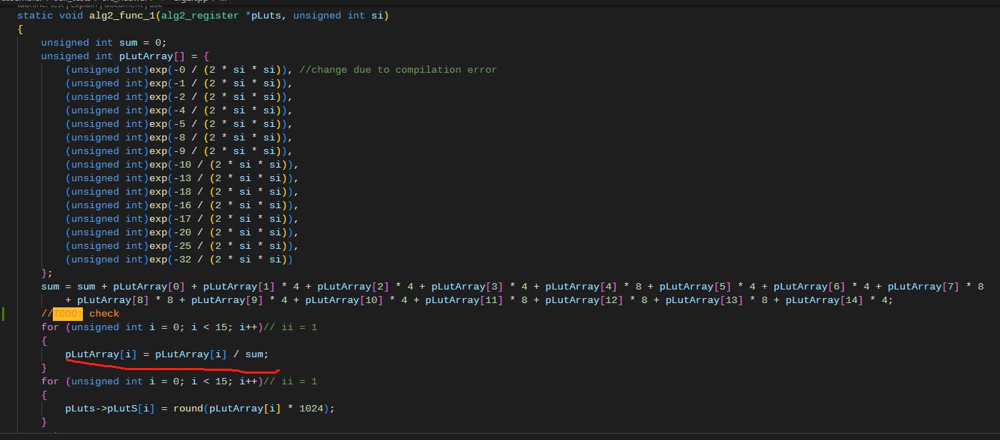 static void alg2_func_1(alg2_register *pLuts, unsigned int si)
{
unsigned int sum = 0;
unsigned int pLutArray[] = {
(unsigned int)exp(-0 / (2 * si * si)), //change due to compilation error
(unsigned int)exp(-1 / (2 * si * si)),
(unsigned int)exp(-2 / (2 * si * si)),
(unsigned int)exp(-4 / (2 * si * si)),
(unsigned int)exp(-5 / (2 * si * si)),
(unsigned int)exp(-8 / (2 * si * si)),
(unsigned int)exp(-9 / (2 * si * si)),
(unsigned int)exp(-10 / (2 * si * si)),
(unsigned int)exp(-13 / (2 * si * si)),
(unsigned int)exp(-18 / (2 * si * si)),
(unsigned int)exp(-16 / (2 * si * si)),
(unsigned int)exp(-17 / (2 * si * si)),
(unsigned int)exp(-20 / (2 * si * si)),
(unsigned int)exp(-25 / (2 * si * si)),
(unsigned int)exp(-32 / (2 * si * si))
};
sum = sum + pLutArray[0] + pLutArray[1] * 4 + pLutArray[2] * 4 + pLutArray[3] * 4 + pLutArray[4] * 8 + pLutArray[5] * 4 + pLutArray[6] * 4 + pLutArray[7] * 8
+ pLutArray[8] * 8 + pLutArray[9] * 4 + pLutArray[10] * 4 + pLutArray[11] * 8 + pLutArray[12] * 8 + pLutArray[13] * 8 + pLutArray[14] * 4;
//TODO: check
for (unsigned int i = 0; i < 15; i++)// ii = 1
{
pLutArray[i] = pLutArray[i] / sum;
}
for (unsigned int i = 0; i < 15; i++)// ii = 1
{
pLuts->pLutS[i] = round(pLutArray[i] * 1024);
}